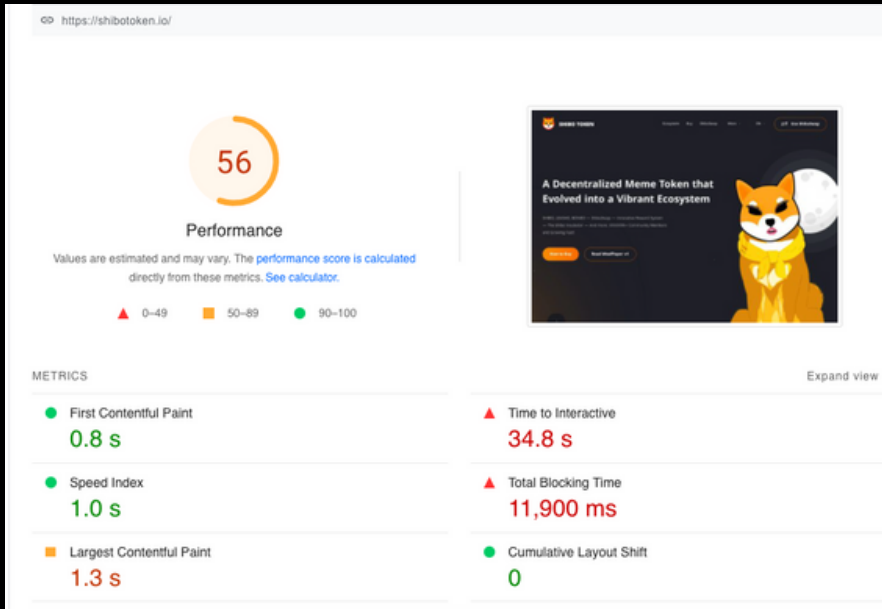 https://shibotoken.io/
56
Performance
Values are estimated and may vary. The performance score is calculated
directly from these metrics. See calculator.
0–49
50–89
90–100
SHIBO TOKEN
A Decentralized Meme Token that
Evolved into a Vibrant Ecosystem
METRICS
Expand view
First Contentful Paint
0.8 s
Time to Interactive
34.8 s
Speed Index
1.0 s
Total Blocking Time
11,900 ms
Largest Contentful Paint
1.3 s
Cumulative Layout Shift
0